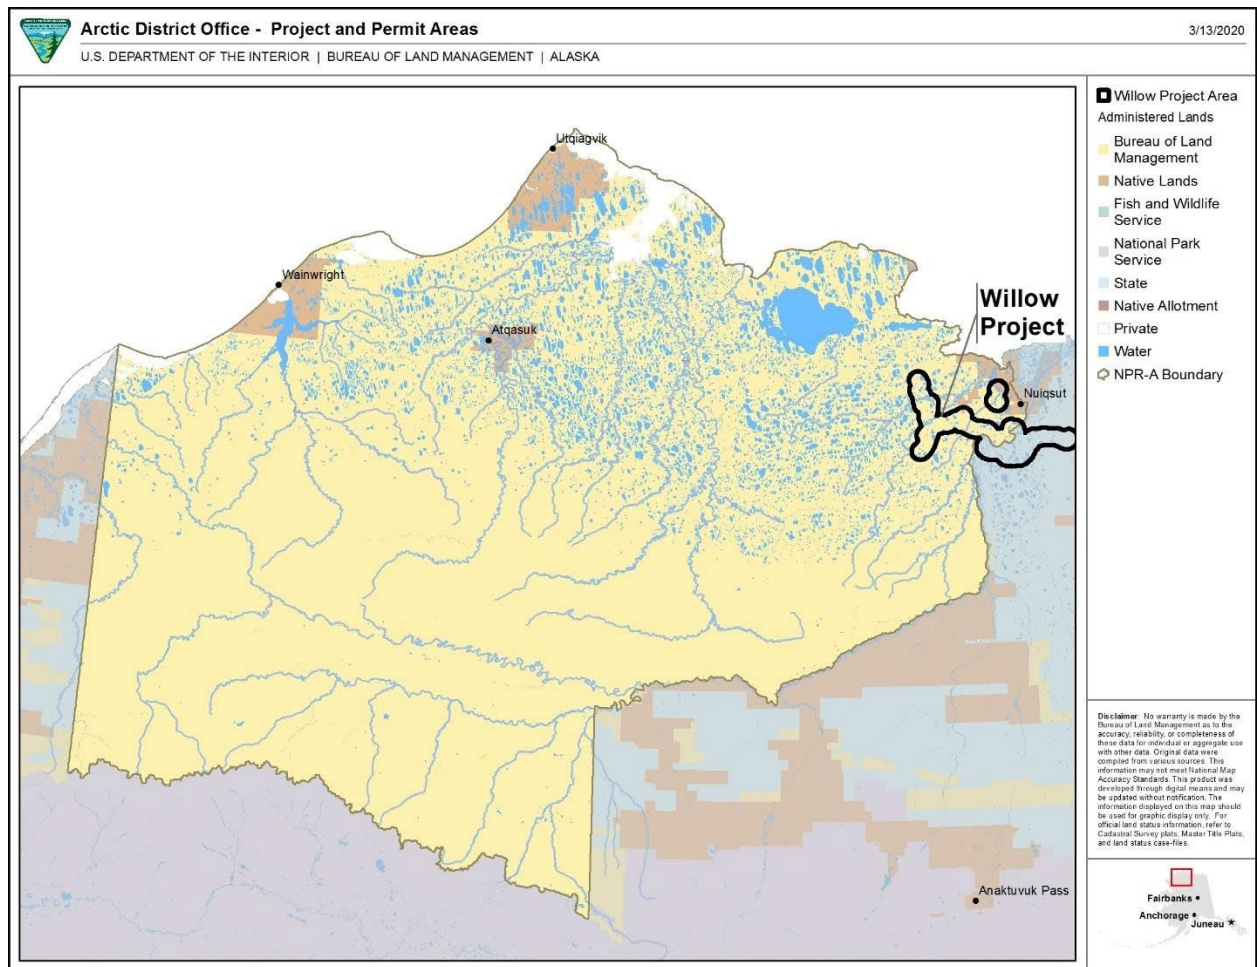 Arctic District Office - Project and Permit Areas
3/13/2020
U.S. DEPARTMENT OF THE INTERIOR | BUREAU OF LAND MANAGEMENT | ALASKA
Utqiagvik
Wainwright
Atqasuk
Willow
Project
Nuiqsut
Anaktuvuk Pass
Willow Project Area
Administered Lands
Bureau of Land
Management
Native Lands
Fish and Wildlife
Service
National Park
Service
State
Native Allotment
Private
Water
NPR-A Boundary
Disclaimer: No warranty is made by the
Bureau of Land Management as to the
accuracy, reliability, or completeness of
these data for individual or aggregate use
with other data. Original data were
compiled from various sources. This
information may not meet National Map
Accuracy Standards. This product was
developed through digital means and may
be updated without notification. The
information displayed on this map should
be used for graphic display only. For
official land status information, refer to
Cadastral Survey plats, Master Title Plats,
and land status case-files.
Fairbanks
Anchorage
Juneau